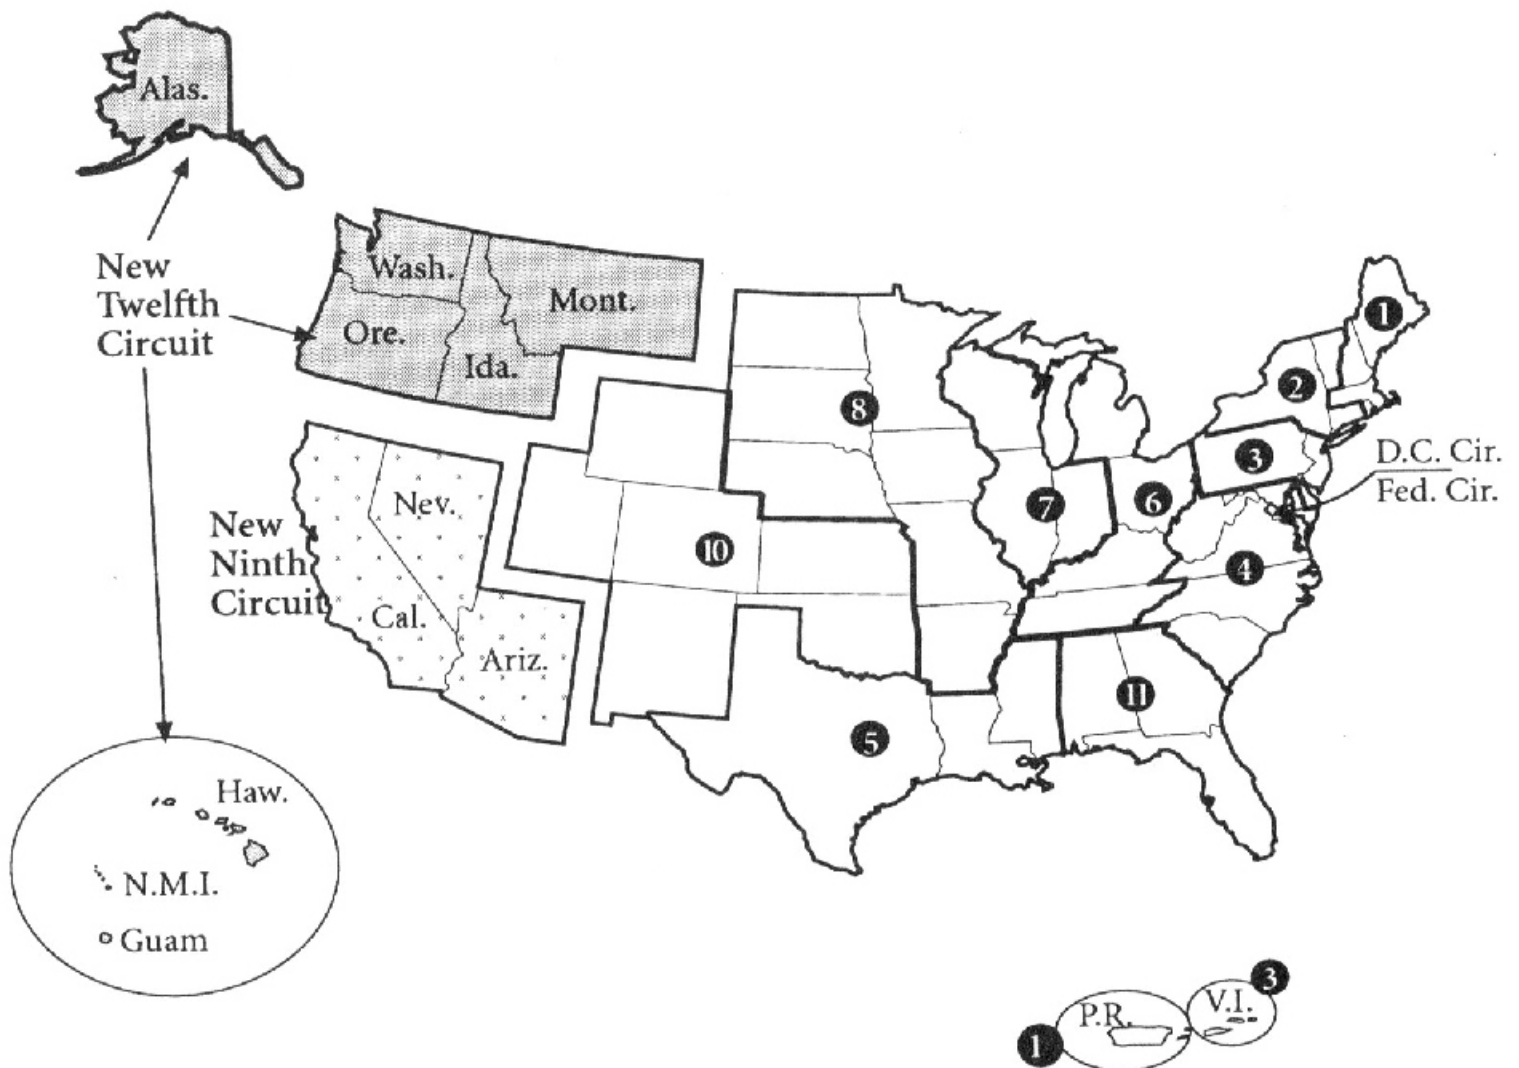 Alas.
New
Twelfth
Circuit
Wash.
Mont.
Ore.
Ida.
1
2
8
3
D.C. Cir.
Fed. Cir.
Nev.
7
6
New
Ninth
Circuit
10
4
Cal.
Ariz.
11
5
Haw.
N.M.I.
Guam
3
V.I.
P.R.
1